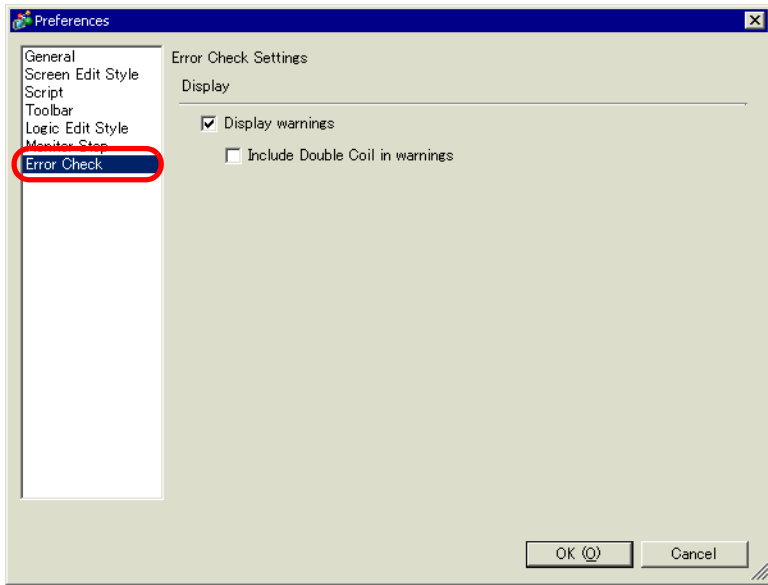 Preferences
General
Screen Edit Style
Script
Toolbar
Logic Edit Style
Monitor Step
Error Check
Error Check Settings
Display
Display warnings
Include Double Coil in warnings
OK (O)
Cancel